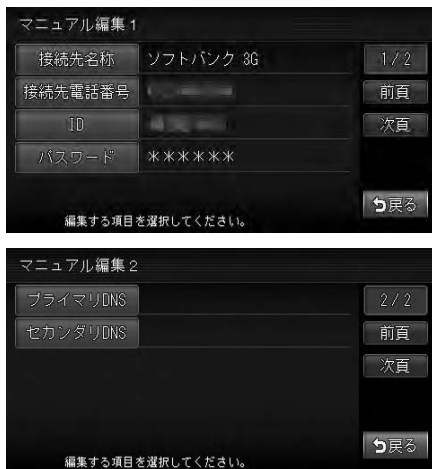 マニュアル編集1
接続先名称 ソフトバンク 3G 1/2
接続先電話番号 前頁
ID 次頁
パスワード ******
戻る
編集する項目を選択してください。
マニュアル編集2
プライマリDNS 2/2
セカンダリDNS 前頁
次頁
戻る
編集する項目を選択してください。